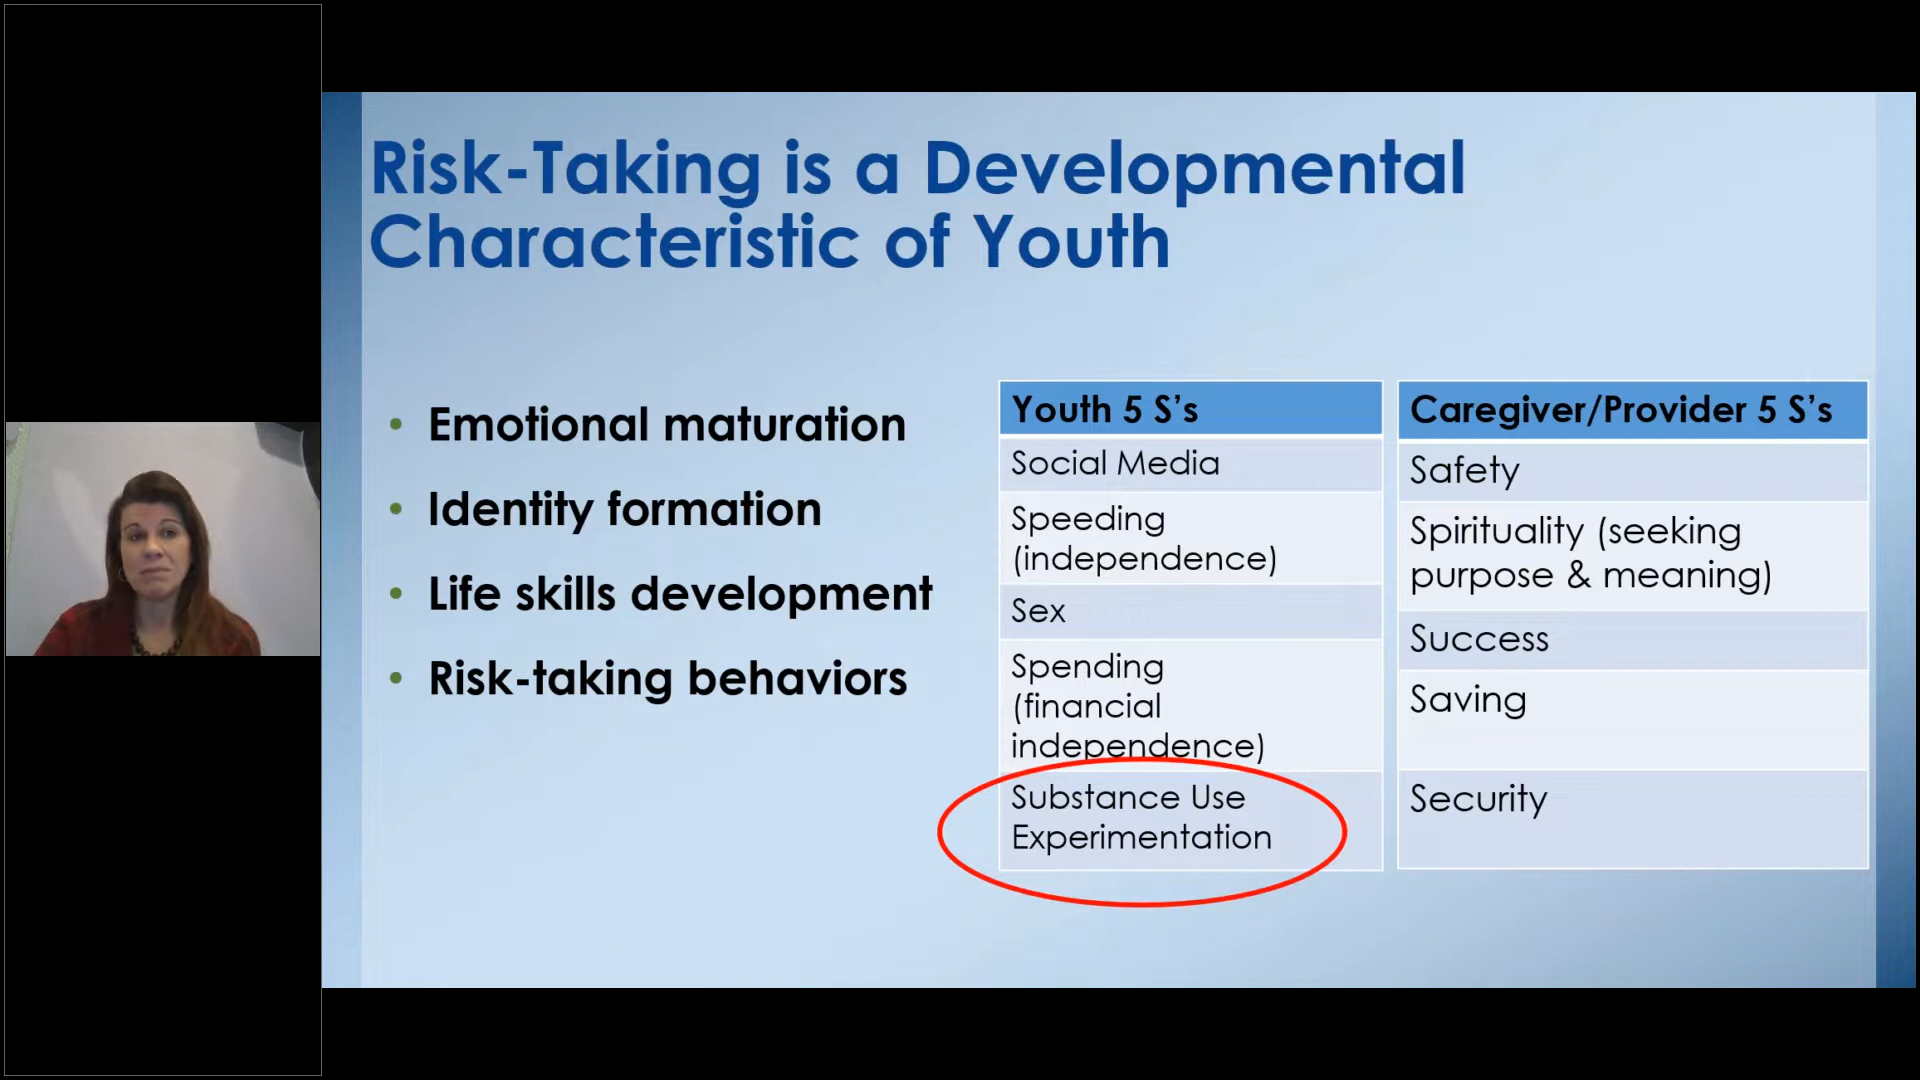 Risk-Taking is a Developmental
Characteristic of Youth
• Emotional maturation
• Identity formation
• Life skills development
• Risk-taking behaviors
Youth 5 S’s
Social Media
Speeding
(independence)
Sex
Spending
(financial
independence)
Substance Use
Experimentation
Caregiver/Provider 5 S’s
Safety
Spirituality (seeking
purpose & meaning)
Success
Saving
Security